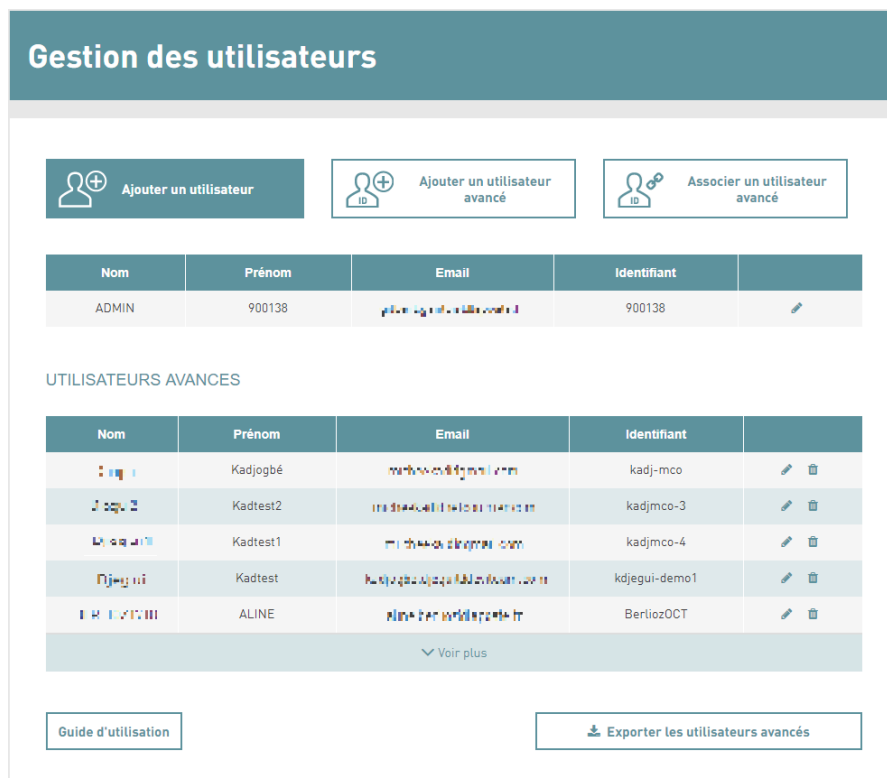 Gestion des utilisateurs
Ajouter un utilisateur
Ajouter un utilisateur
avancé
Associer un utilisateur
avancé
ID
ID
Nom Prénom Email Identifiant
ADMIN 900138 900138
UTILISATEURS AVANCES
Nom Prénom Email Identifiant
Kadjogbé kadj-mco
Kadtest2 kadjmco-3
Kadtest1 kadjmco-4
Kadtest kdjegui-demo1
ALINE BerliozOCT
Voir plus
Guide d'utilisation
Exporter les utilisateurs avancés